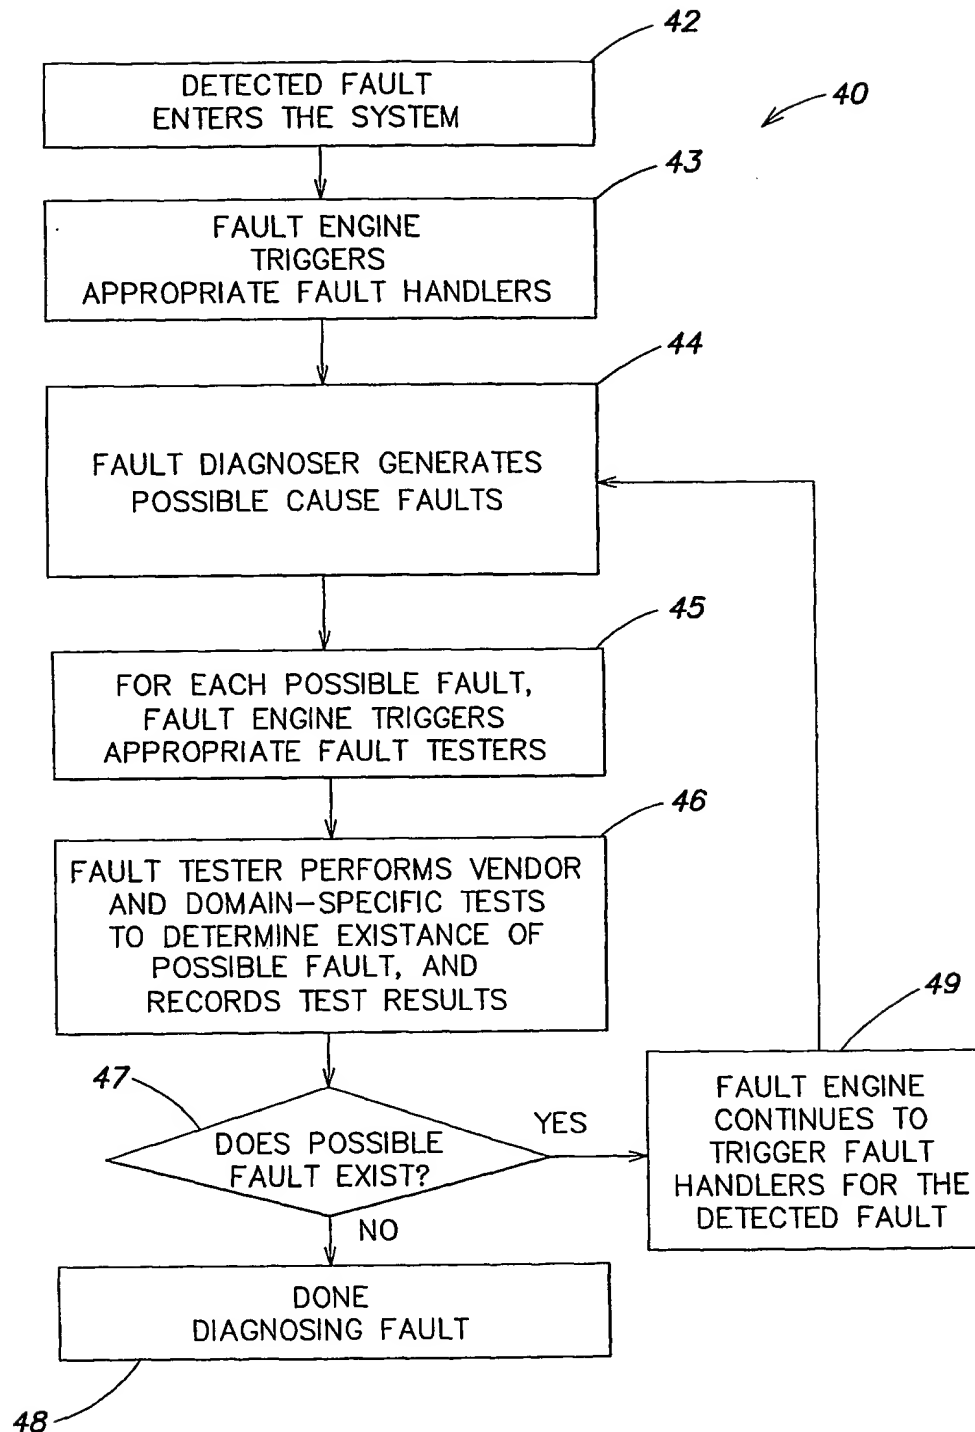 42
DETECTED FAULT
ENTERS THE SYSTEM
40
43
FAULT ENGINE
TRIGGERS
APPROPRIATE FAULT HANDLERS
44
FAULT DIAGNOSER GENERATES
POSSIBLE CAUSE FAULTS
45
FOR EACH POSSIBLE FAULT,
FAULT ENGINE TRIGGERS
APPROPRIATE FAULT TESTERS
46
FAULT TESTER PERFORMS VENDOR
AND DOMAIN-SPECIFIC TESTS
TO DETERMINE EXISTANCE OF
POSSIBLE FAULT, AND
RECORDS TEST RESULTS
47
DOES POSSIBLE
FAULT EXIST?
YES
NO
49
FAULT ENGINE
CONTINUES TO
TRIGGER FAULT
HANDLERS FOR THE
DETECTED FAULT
DONE
DIAGNOSING FAULT
48